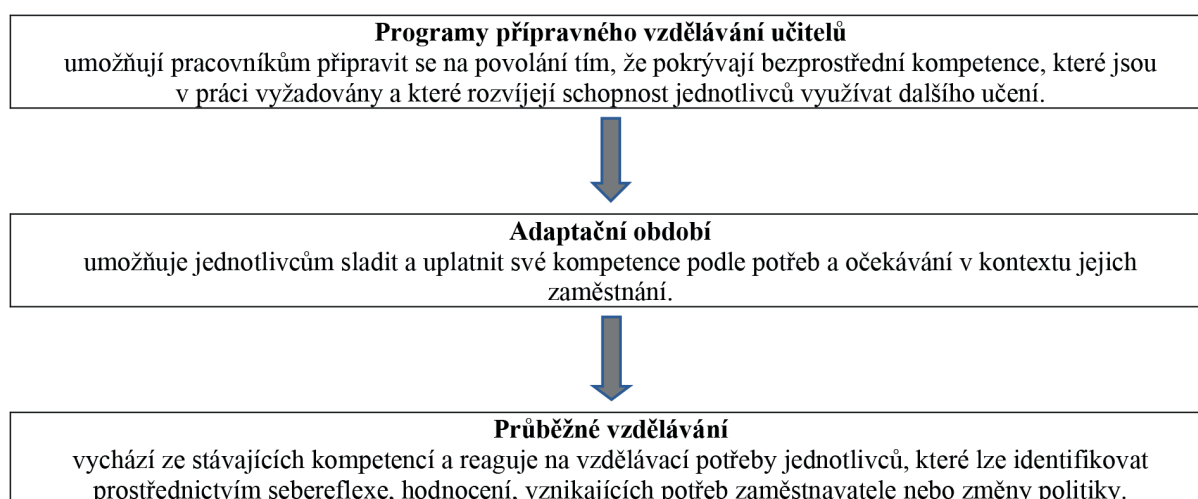 Programy přípravného vzdělávání učitelů
umožňují pracovníkům připravit se na povolání tím, že pokrývají bezprostřední kompetence, které jsou
v práci vyžadovány a které rozvíjejí schopnost jednotlivců využívat dalšího učení.
Adaptační období
umožňuje jednotlivcům sladit a uplatnit své kompetence podle potřeb a očekávání v kontextu jejich
zaměstnání.
Průběžné vzdělávání
vychází ze stávajících kompetencí a reaguje na vzdělávací potřeby jednotlivců, které lze identifikovat
prostřednictvím sebereflexe, hodnocení, vznikajících potřeb zaměstnavatele nebo změny politiky.